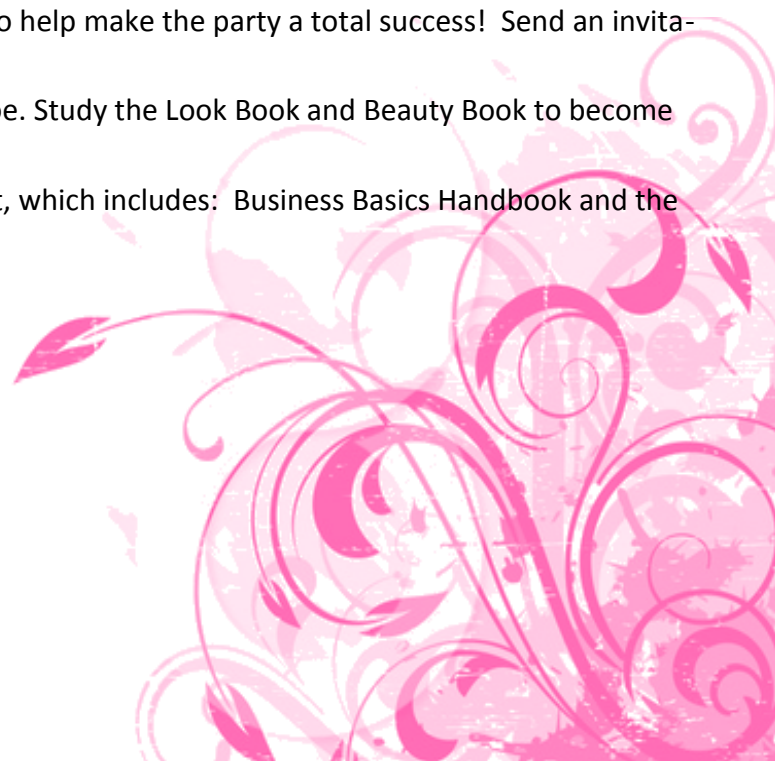 o help make the party a total success!  Send an invita-
e. Study the Look Book and Beauty Book to become
, which includes:  Business Basics Handbook and the